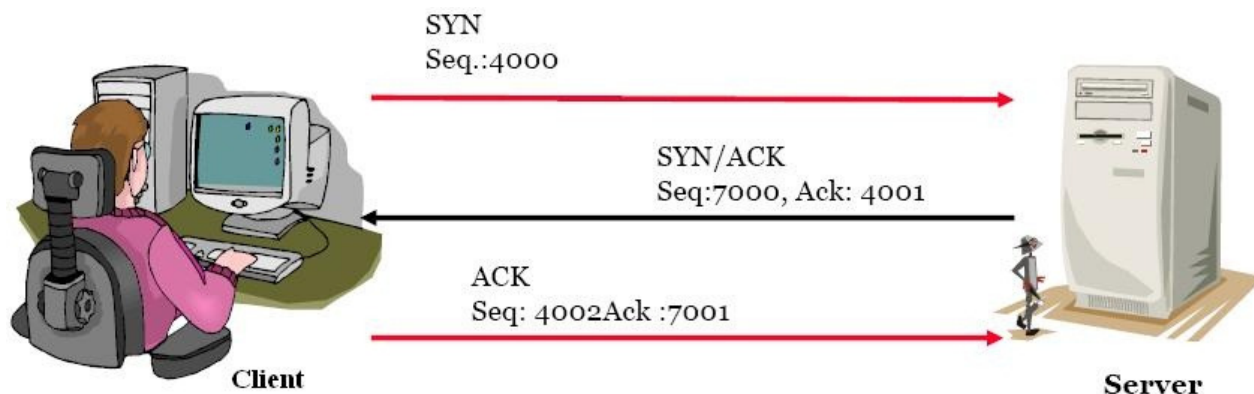 SYN
Seq.:4000
SYN/ACK
Seq:7000, Ack: 4001
ACK
Seq: 4002Ack :7001
Client
Server